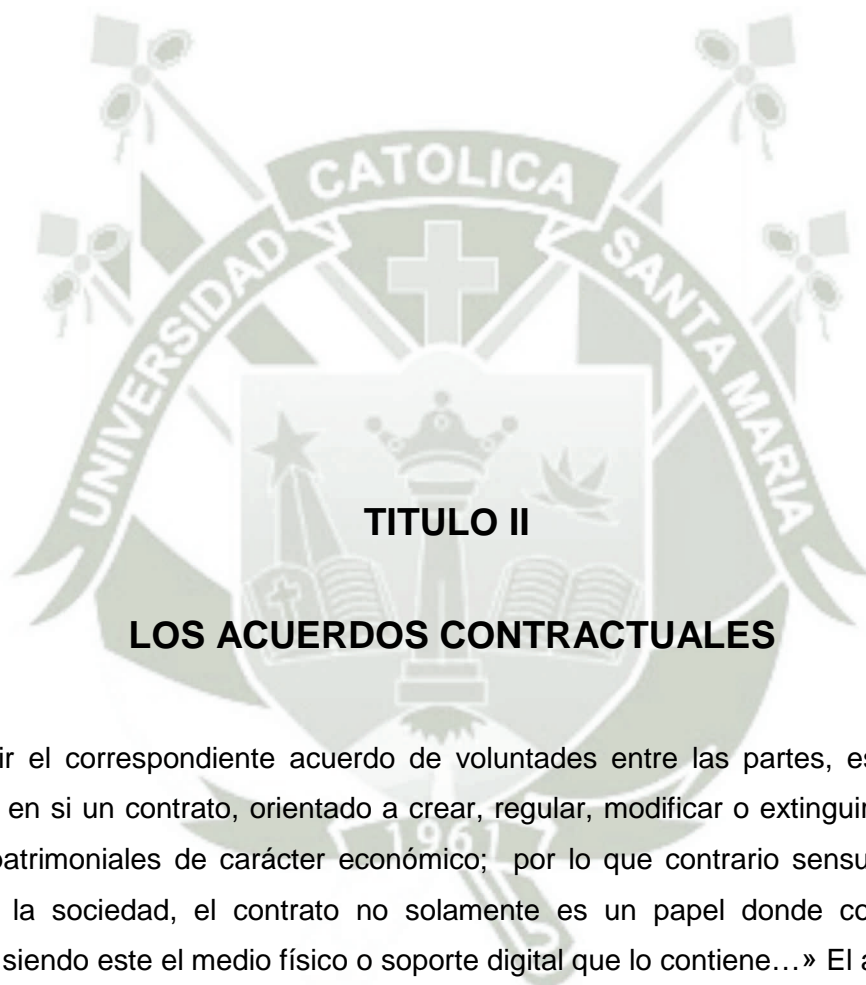 CATOLICA
UNIVERSIDAD
SANTA MARIA
TITULO II
LOS ACUERDOS CONTRACTUALES
ir el correspondiente acuerdo de voluntades entre las partes, es
en si un contrato, orientado a crear, regular, modificar o extinguir
patrimoniales de carácter económico; por lo que contrario sensu
1961
la sociedad, el contrato no solamente es un papel donde co
siendo este el medio físico o soporte digital que lo contiene…» El a